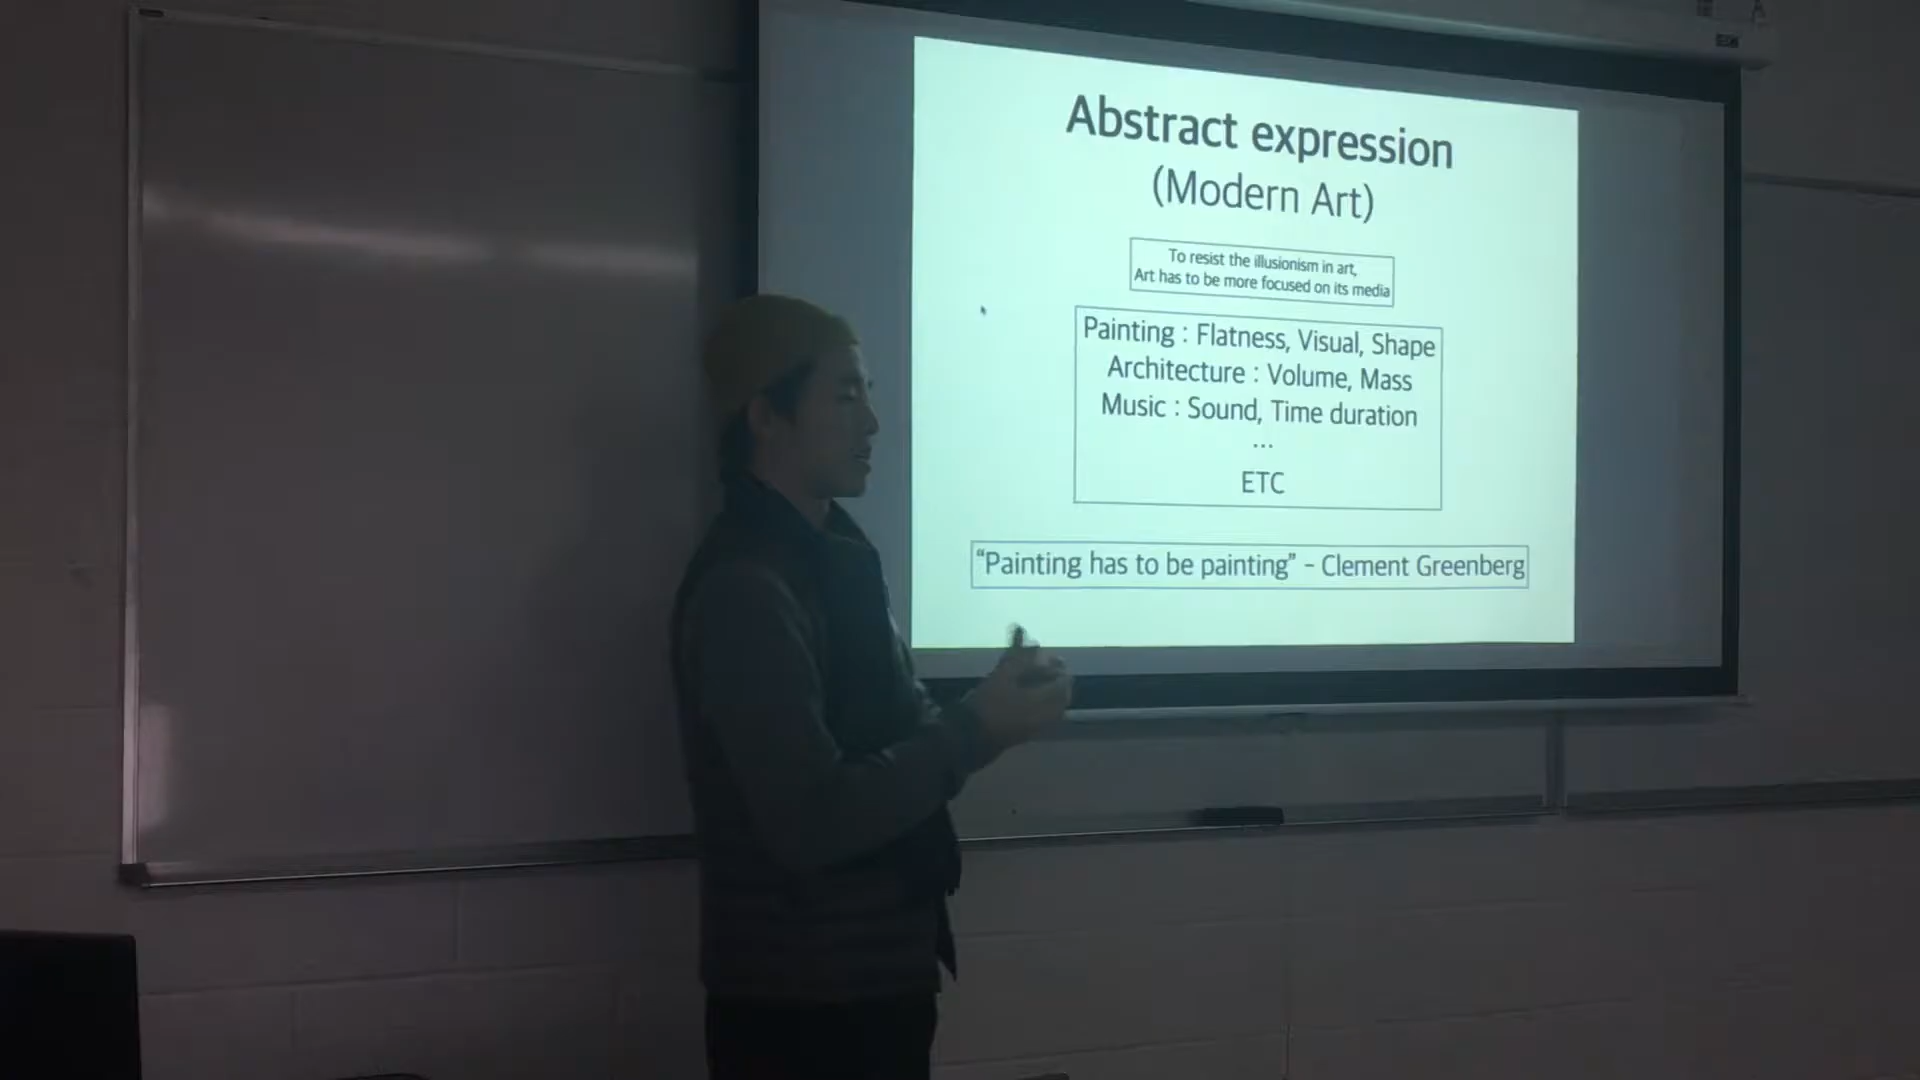 Abstract expression
(Modern Art)
To resist the illusionism in art,
Art has to be more focused on its media
Painting : Flatness, Visual, Shape
Architecture : Volume, Mass
Music : Sound, Time duration
...
ETC
“Painting has to be painting” - Clement Greenberg